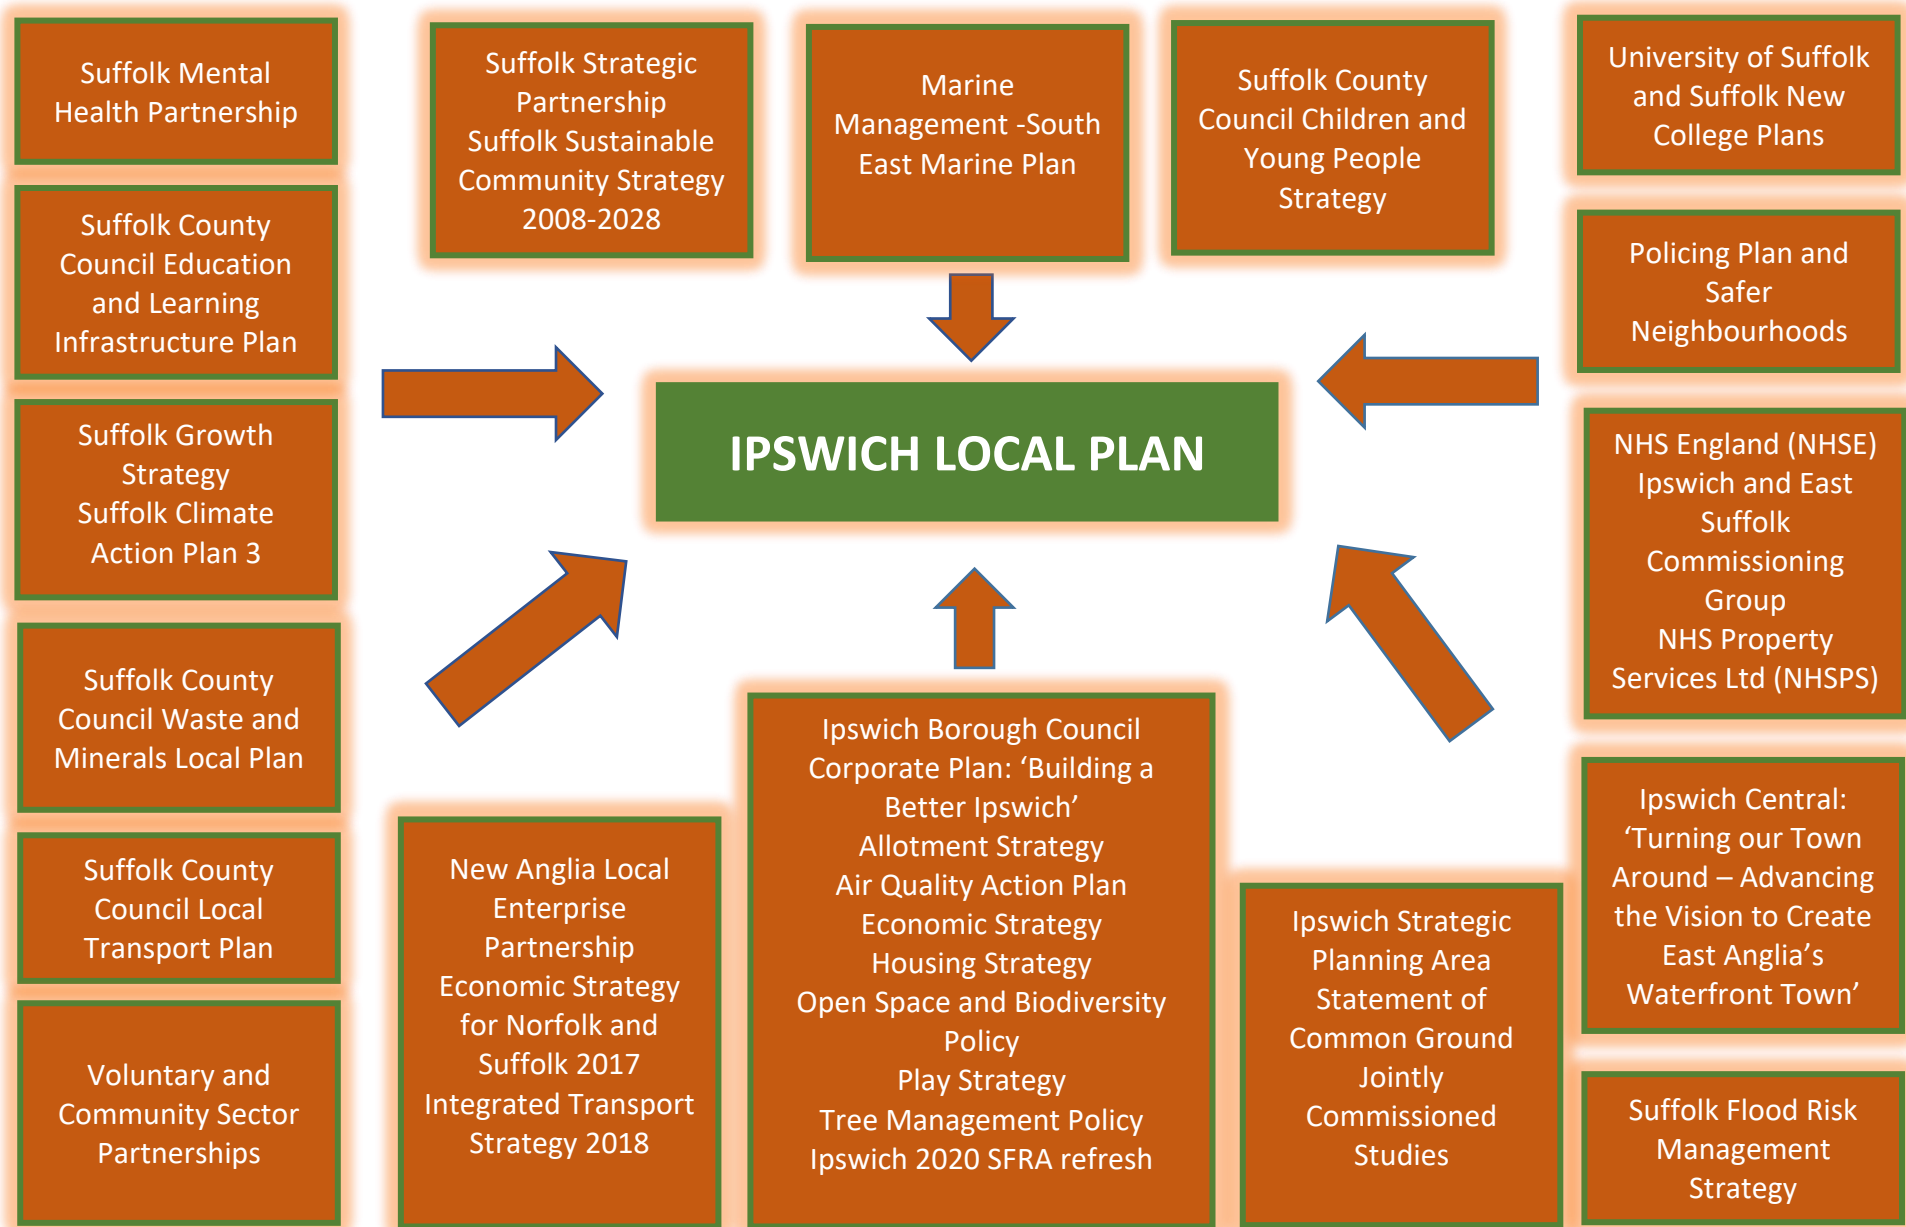 Suffolk Mental
Health Partnership
Suffolk County
Council Education
and Learning
Infrastructure Plan
Suffolk Growth
Strategy
Suffolk Climate
Action Plan 3
Suffolk County
Council Waste and
Minerals Local Plan
Suffolk County
Council Local
Transport Plan
Voluntary and
Community Sector
Partnerships
Suffolk Strategic
Partnership
Suffolk Sustainable
Community Strategy
2008-2028
Marine
Management -South
East Marine Plan
Suffolk County
Council Children and
Young People
Strategy
IPSWICH LOCAL PLAN
New Anglia Local
Enterprise
Partnership
Economic Strategy
for Norfolk and
Suffolk 2017
Integrated Transport
Strategy 2018
Ipswich Borough Council
Corporate Plan: ‘Building a
Better Ipswich’
Allotment Strategy
Air Quality Action Plan
Economic Strategy
Housing Strategy
Open Space and Biodiversity
Policy
Play Strategy
Tree Management Policy
Ipswich 2020 SFRA refresh
Ipswich Strategic
Planning Area
Statement of
Common Ground
Jointly
Commissioned
Studies
University of Suffolk
and Suffolk New
College Plans
Policing Plan and
Safer
Neighbourhoods
NHS England (NHSE)
Ipswich and East
Suffolk
Commissioning
Group
NHS Property
Services Ltd (NHSPS)
Ipswich Central:
‘Turning our Town
Around – Advancing
the Vision to Create
East Anglia’s
Waterfront Town’
Suffolk Flood Risk
Management
Strategy